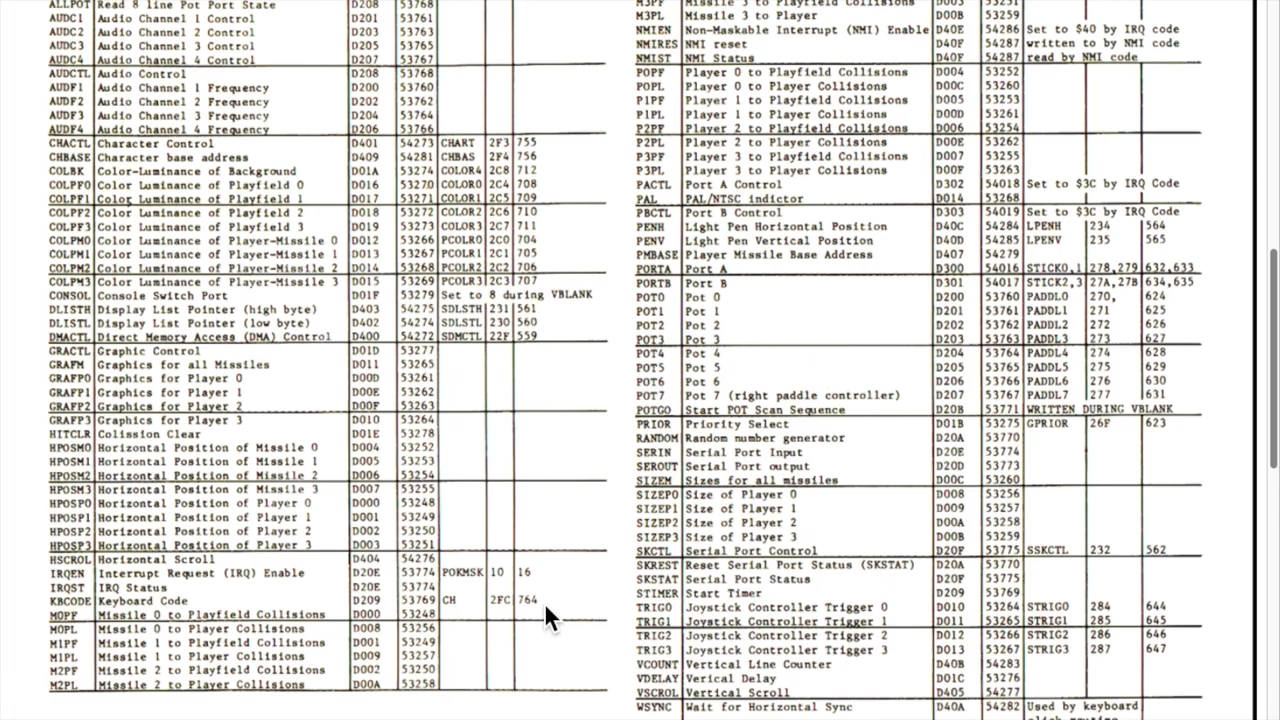 ALLPOT Read 8 line Pot Port State D208 53768
AUDC1 Audio Channel 1 Control D201 53761
AUDC2 Audio Channel 2 Control D203 53763
AUDC3 Audio Channel 3 Control D205 53765
AUDC4 Audio Channel 4 Control D207 53767
AUDCTL Audio Control D208 53768
AUDF1 Audio Channel 1 Frequency D200 53760
AUDF2 Audio Channel 2 Frequency D202 53762
AUDF3 Audio Channel 3 Frequency D204 53764
AUDF4 Audio Channel 4 Frequency D206 53766
CHACTL Character Control D401 54273 CHART 2F3 755
CHBASE Character base address D409 54281 CHBAS 2F4 756
COLBK Color-Luminance of Background D01A 53274 COLOR4 2C8 712
COLPF0 Color Luminance of Playfield 0 D016 53270 COLOR0 2C4 708
COLPF1 Color Luminance of Playfield 1 D017 53271 COLOR1 2C5 709
COLPF2 Color Luminance of Playfield 2 D018 53272 COLOR2 2C6 710
COLPF3 Color Luminance of Playfield 3 D019 53273 COLOR3 2C7 711
COLPM0 Color Luminance of Player-Missile 0 D012 53266 PCOLR0 2C0 704
COLPM1 Color Luminance of Player-Missile 1 D013 53267 PCOLR1 2C1 705
COLPM2 Color Luminance of Player-Missile 2 D014 53268 PCOLR2 2C2 706
COLPM3 Color Luminance of Player-Missile 3 D015 53269 PCOLR3 2C3 707
CONSOL Console Switch Port D01F 53279 Set to 8 during VBLANK
DLISTH Display List Pointer (high byte) D403 54275 SDLSTH 231 561
DLISTL Display List Pointer (low byte) D402 54274 SDLSTL 230 560
DMACTL Direct Memory Access (DMA) Control D400 54272 SDMCTL 22F 559
GRACTL Graphic Control D01D 53277
GRAFM Graphics for all Missiles D011 53265
GRAFP0 Graphics for Player 0 D00D 53261
GRAFP1 Graphics for Player 1 D00E 53262
GRAFP2 Graphics for Player 2 D00F 53263
GRAFP3 Graphics for Player 3 D010 53264
HITCLR Colission Clear D01E 53278
HPOSM0 Horizontal Position of Missile 0 D004 53252
HPOSM1 Horizontal Position of Missile 1 D005 53253
HPOSM2 Horizontal Position of Missile 2 D006 53254
HPOSM3 Horizontal Position of Missile 3 D007 53255
HPOSP0 Horizontal Position of Player 0 D000 53248
HPOSP1 Horizontal Position of Player 1 D001 53249
HPOSP2 Horizontal Position of Player 2 D002 53250
HPOSP3 Horizontal Position of Player 3 D003 53251
HSCROL Horizontal Scroll D404 54276
IRQEN Interrupt Request (IRQ) Enable D20E 53774 POKMSK 10 16
IRQST IRQ Status D20E 53774
KBCODE Keyboard Code D209 53769 CH 2FC 764
M0PF Missile 0 to Playfield Collisions D000 53248
M0PL Missile 0 to Player Collisions D008 53256
M1PF Missile 1 to Playfield Collisions D001 53249
M1PL Missile 1 to Player Collisions D009 53257
M2PF Missile 2 to Playfield Collisions D002 53250
M2PL Missile 2 to Player Collisions D00A 53258
M3PF Missile 3 to Playfield Collisions D003 53251
M3PL Missile 3 to Player D00B 53259
NMIEN Non-Maskable Interrupt (NMI) Enable D40E 54286 Set to $40 by IRQ code
NMIRES NMI reset D40F 54287 written to by NMI code
NMIST NMI Status D40F 54287 read by NMI code
P0PF Player 0 to Playfield Collisions D004 53252
P0PL Player 0 to Player Collisions D00C 53260
P1PF Player 1 to Playfield Collisions D005 53253
P1PL Player 1 to Player Collisions D00D 53261
P2PF Player 2 to Playfield Collisions D006 53254
P2PL Player 2 to Player Collisions D00E 53262
P3PF Player 3 to Playfield Collisions D007 53255
P3PL Player 3 to Player Collisions D00F 53263
PACTL Port A Control D302 54018 Set to $3C by IRQ Code
PAL PAL/NTSC indictor D014 53268
PBCTL Port B Control D303 54019 Set to $3C by IRQ Code
PENH Light Pen Horizontal Position D40C 54284 LPENH 234 564
PENV Light Pen Vertical Position D40D 54285 LPENV 235 565
PMBASE Player Missile Base Address D407 54279
PORTA Port A D300 54016 STICK0,1 278,279 632,633
PORTB Port B D301 54017 STICK2,3 27A,27B 634,635
POT0 Pot 0 D200 53760 PADDL0 270, 624
POT1 Pot 1 D201 53761 PADDL1 271 625
POT2 Pot 2 D202 53762 PADDL2 272 626
POT3 Pot 3 D203 53763 PADDL3 273 627
POT4 Pot 4 D204 53764 PADDL4 274 628
POT5 Pot 5 D205 53765 PADDL5 275 629
POT6 Pot 6 D206 53766 PADDL6 276 630
POT7 Pot 7 (right paddle controller) D207 53767 PADDL7 277 631
POTGO Start POT Scan Sequence D20B 53771 WRITTEN DURING VBLANK
PRIOR Priority Select D01B 53275 GPRIOR 26F 623
RANDOM Random number generator D20A 53770
SERIN Serial Port Input D20E 53774
SEROUT Serial Port output D20D 53773
SIZEM Sizes for all missiles D00C 53260
SIZEP0 Size of Player 0 D008 53256
SIZEP1 Size of Player 1 D009 53257
SIZEP2 Size of Player 2 D00A 53258
SIZEP3 Size of Player 3 D00B 53259
SKCTL Serial Port Control D20F 53775 SSKCTL 232 562
SKREST Reset Serial Port Status (SKSTAT) D20A 53770
SKSTAT Serial Port Status D20F 53775
STIMER Start Timer D209 53769
TRIG0 Joystick Controller Trigger 0 D010 53264 STRIG0 284 644
TRIG1 Joystick Controller Trigger 1 D011 53265 STRIG1 285 645
TRIG2 Joystick Controller Trigger 2 D012 53266 STRIG2 286 646
TRIG3 Joystick Controller Trigger 3 D013 53267 STRIG3 287 647
VCOUNT Vertical Line Counter D40B 54283
VDELAY Vertical Delay D01C 53276
VSCROL Vertical Scroll D405 54277
WSYNC Wait for Horizontal Sync D40A 54282 Used by keyboard
click routine